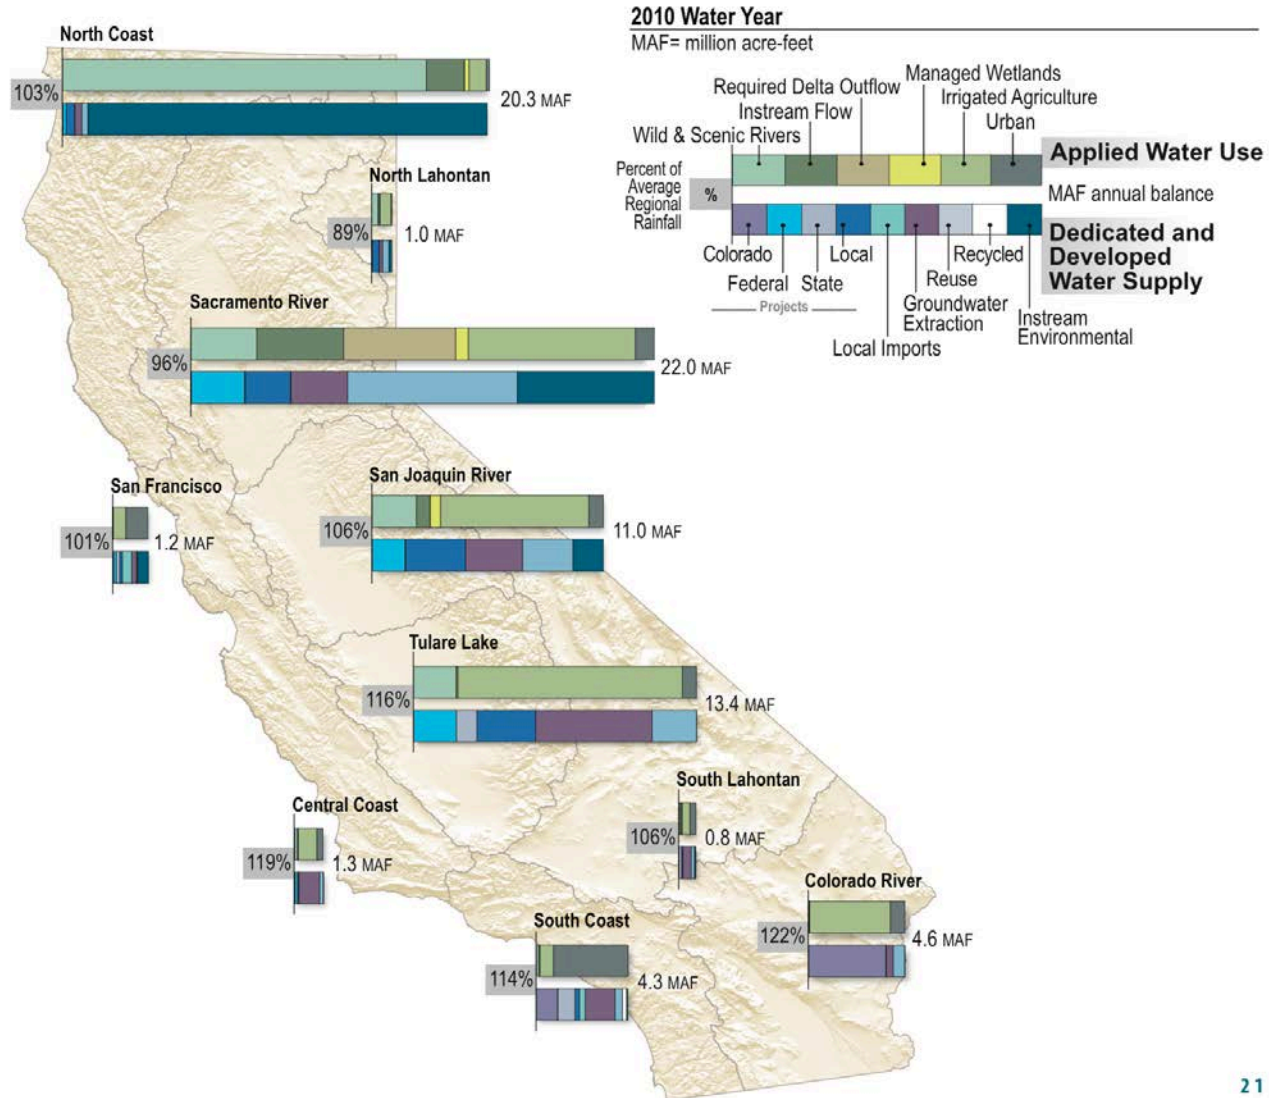 2010 Water Year
MAF= million acre-feet
Required Delta Outflow
Managed Wetlands
Instream Flow
Irrigated Agriculture
Wild & Scenic Rivers
Urban
Percent of
Average
Regional
Rainfall
%
Applied Water Use
MAF annual balance
Dedicated and
Developed
Water Supply
Colorado
Local
Recycled
Federal
State
Reuse
Projects
Groundwater
Extraction
Instream
Environmental
Local Imports
North Coast
103%
20.3 MAF
North Lahontan
89%
1.0 MAF
Sacramento River
96%
22.0 MAF
San Francisco
101%
1.2 MAF
San Joaquin River
106%
11.0 MAF
Tulare Lake
116%
13.4 MAF
South Lahontan
106%
0.8 MAF
Central Coast
119%
1.3 MAF
Colorado River
122%
4.6 MAF
South Coast
114%
4.3 MAF
21